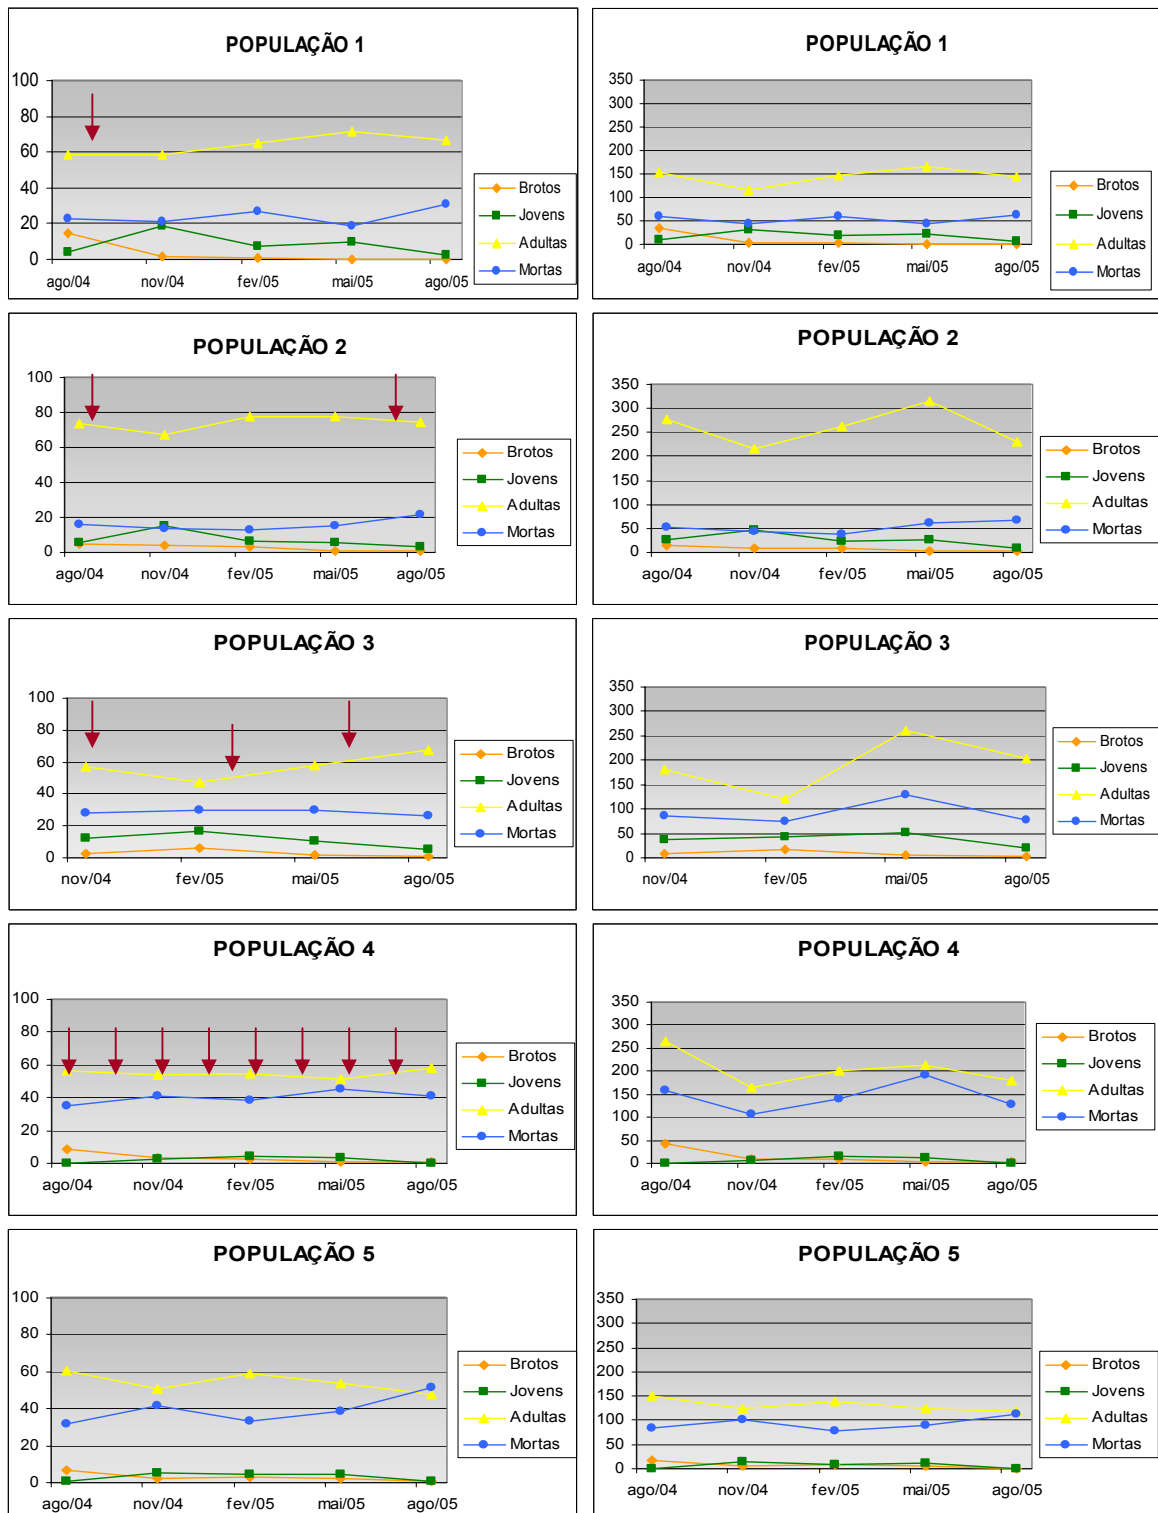 POPULAÇÃO 1
100
80
60
40
20
0
ago/04 nov/04 fev/05 mai/05 ago/05
Brotos
Jovens
Adultas
Mortas
POPULAÇÃO 1
350
300
250
200
150
100
50
0
ago/04 nov/04 fev/05 mai/05 ago/05
Brotos
Jovens
Adultas
Mortas
POPULAÇÃO 2
100
80
60
40
20
0
ago/04 nov/04 fev/05 mai/05 ago/05
Brotos
Jovens
Adultas
Mortas
POPULAÇÃO 2
350
300
250
200
150
100
50
0
ago/04 nov/04 fev/05 mai/05 ago/05
Brotos
Jovens
Adultas
Mortas
POPULAÇÃO 3
100
80
60
40
20
0
nov/04 fev/05 mai/05 ago/05
Brotos
Jovens
Adultas
Mortas
POPULAÇÃO 3
350
300
250
200
150
100
50
0
nov/04 fev/05 mai/05 ago/05
Brotos
Jovens
Adultas
Mortas
POPULAÇÃO 4
100
80
60
40
20
0
ago/04 nov/04 fev/05 mai/05 ago/05
Brotos
Jovens
Adultas
Mortas
POPULAÇÃO 4
350
300
250
200
150
100
50
0
ago/04 nov/04 fev/05 mai/05 ago/05
Brotos
Jovens
Adultas
Mortas
POPULAÇÃO 5
100
80
60
40
20
0
ago/04 nov/04 fev/05 mai/05 ago/05
Brotos
Jovens
Adultas
Mortas
POPULAÇÃO 5
350
300
250
200
150
100
50
0
ago/04 nov/04 fev/05 mai/05 ago/05
Brotos
Jovens
Adultas
Mortas